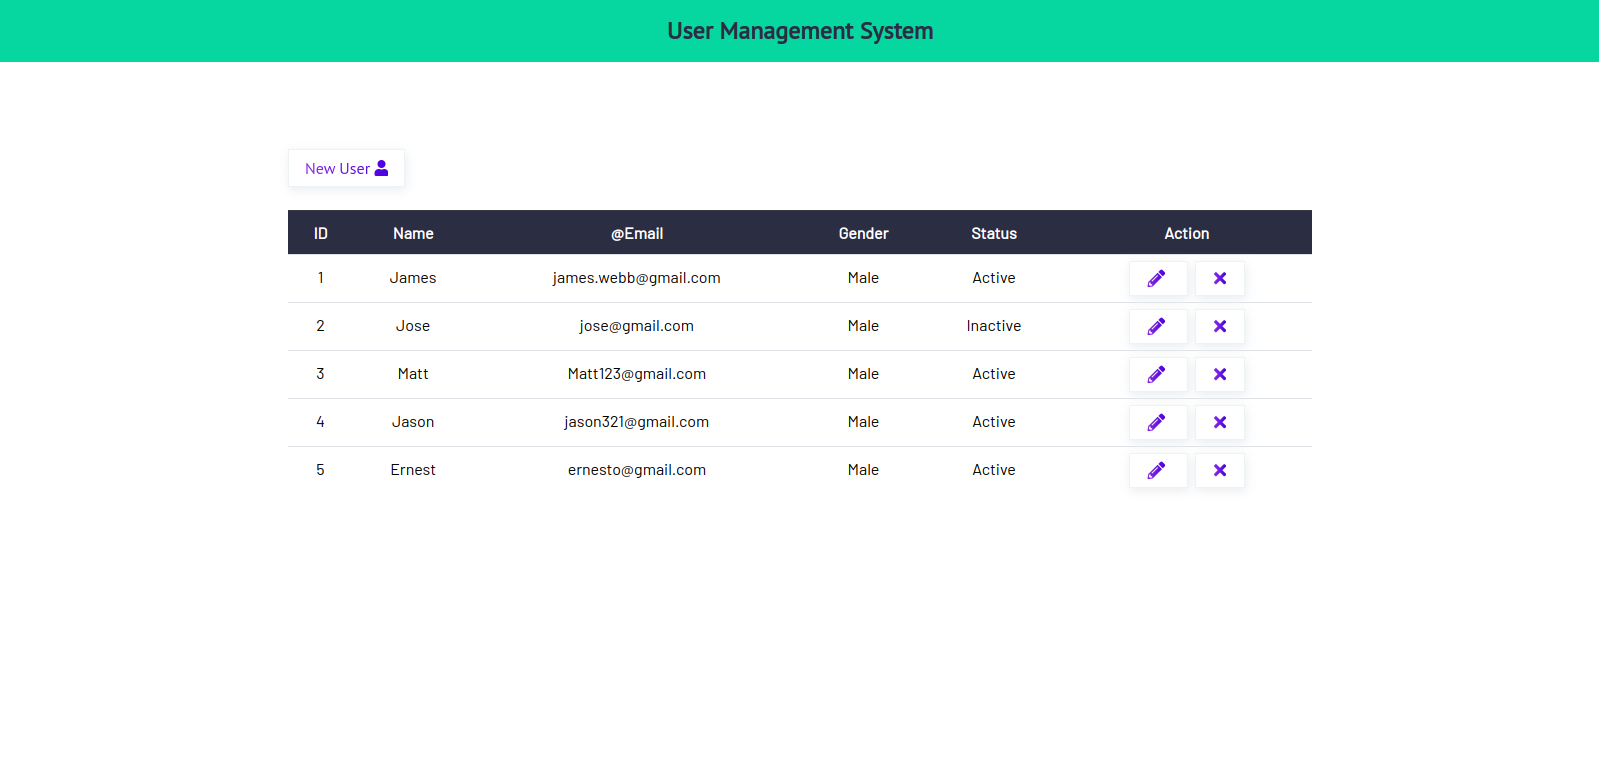 User Management System
New User
ID Name @Email Gender Status Action
1 James james.webb@gmail.com Male Active
2 Jose jose@gmail.com Male Inactive
3 Matt Matt123@gmail.com Male Active
4 Jason jason321@gmail.com Male Active
5 Ernest ernesto@gmail.com Male Active